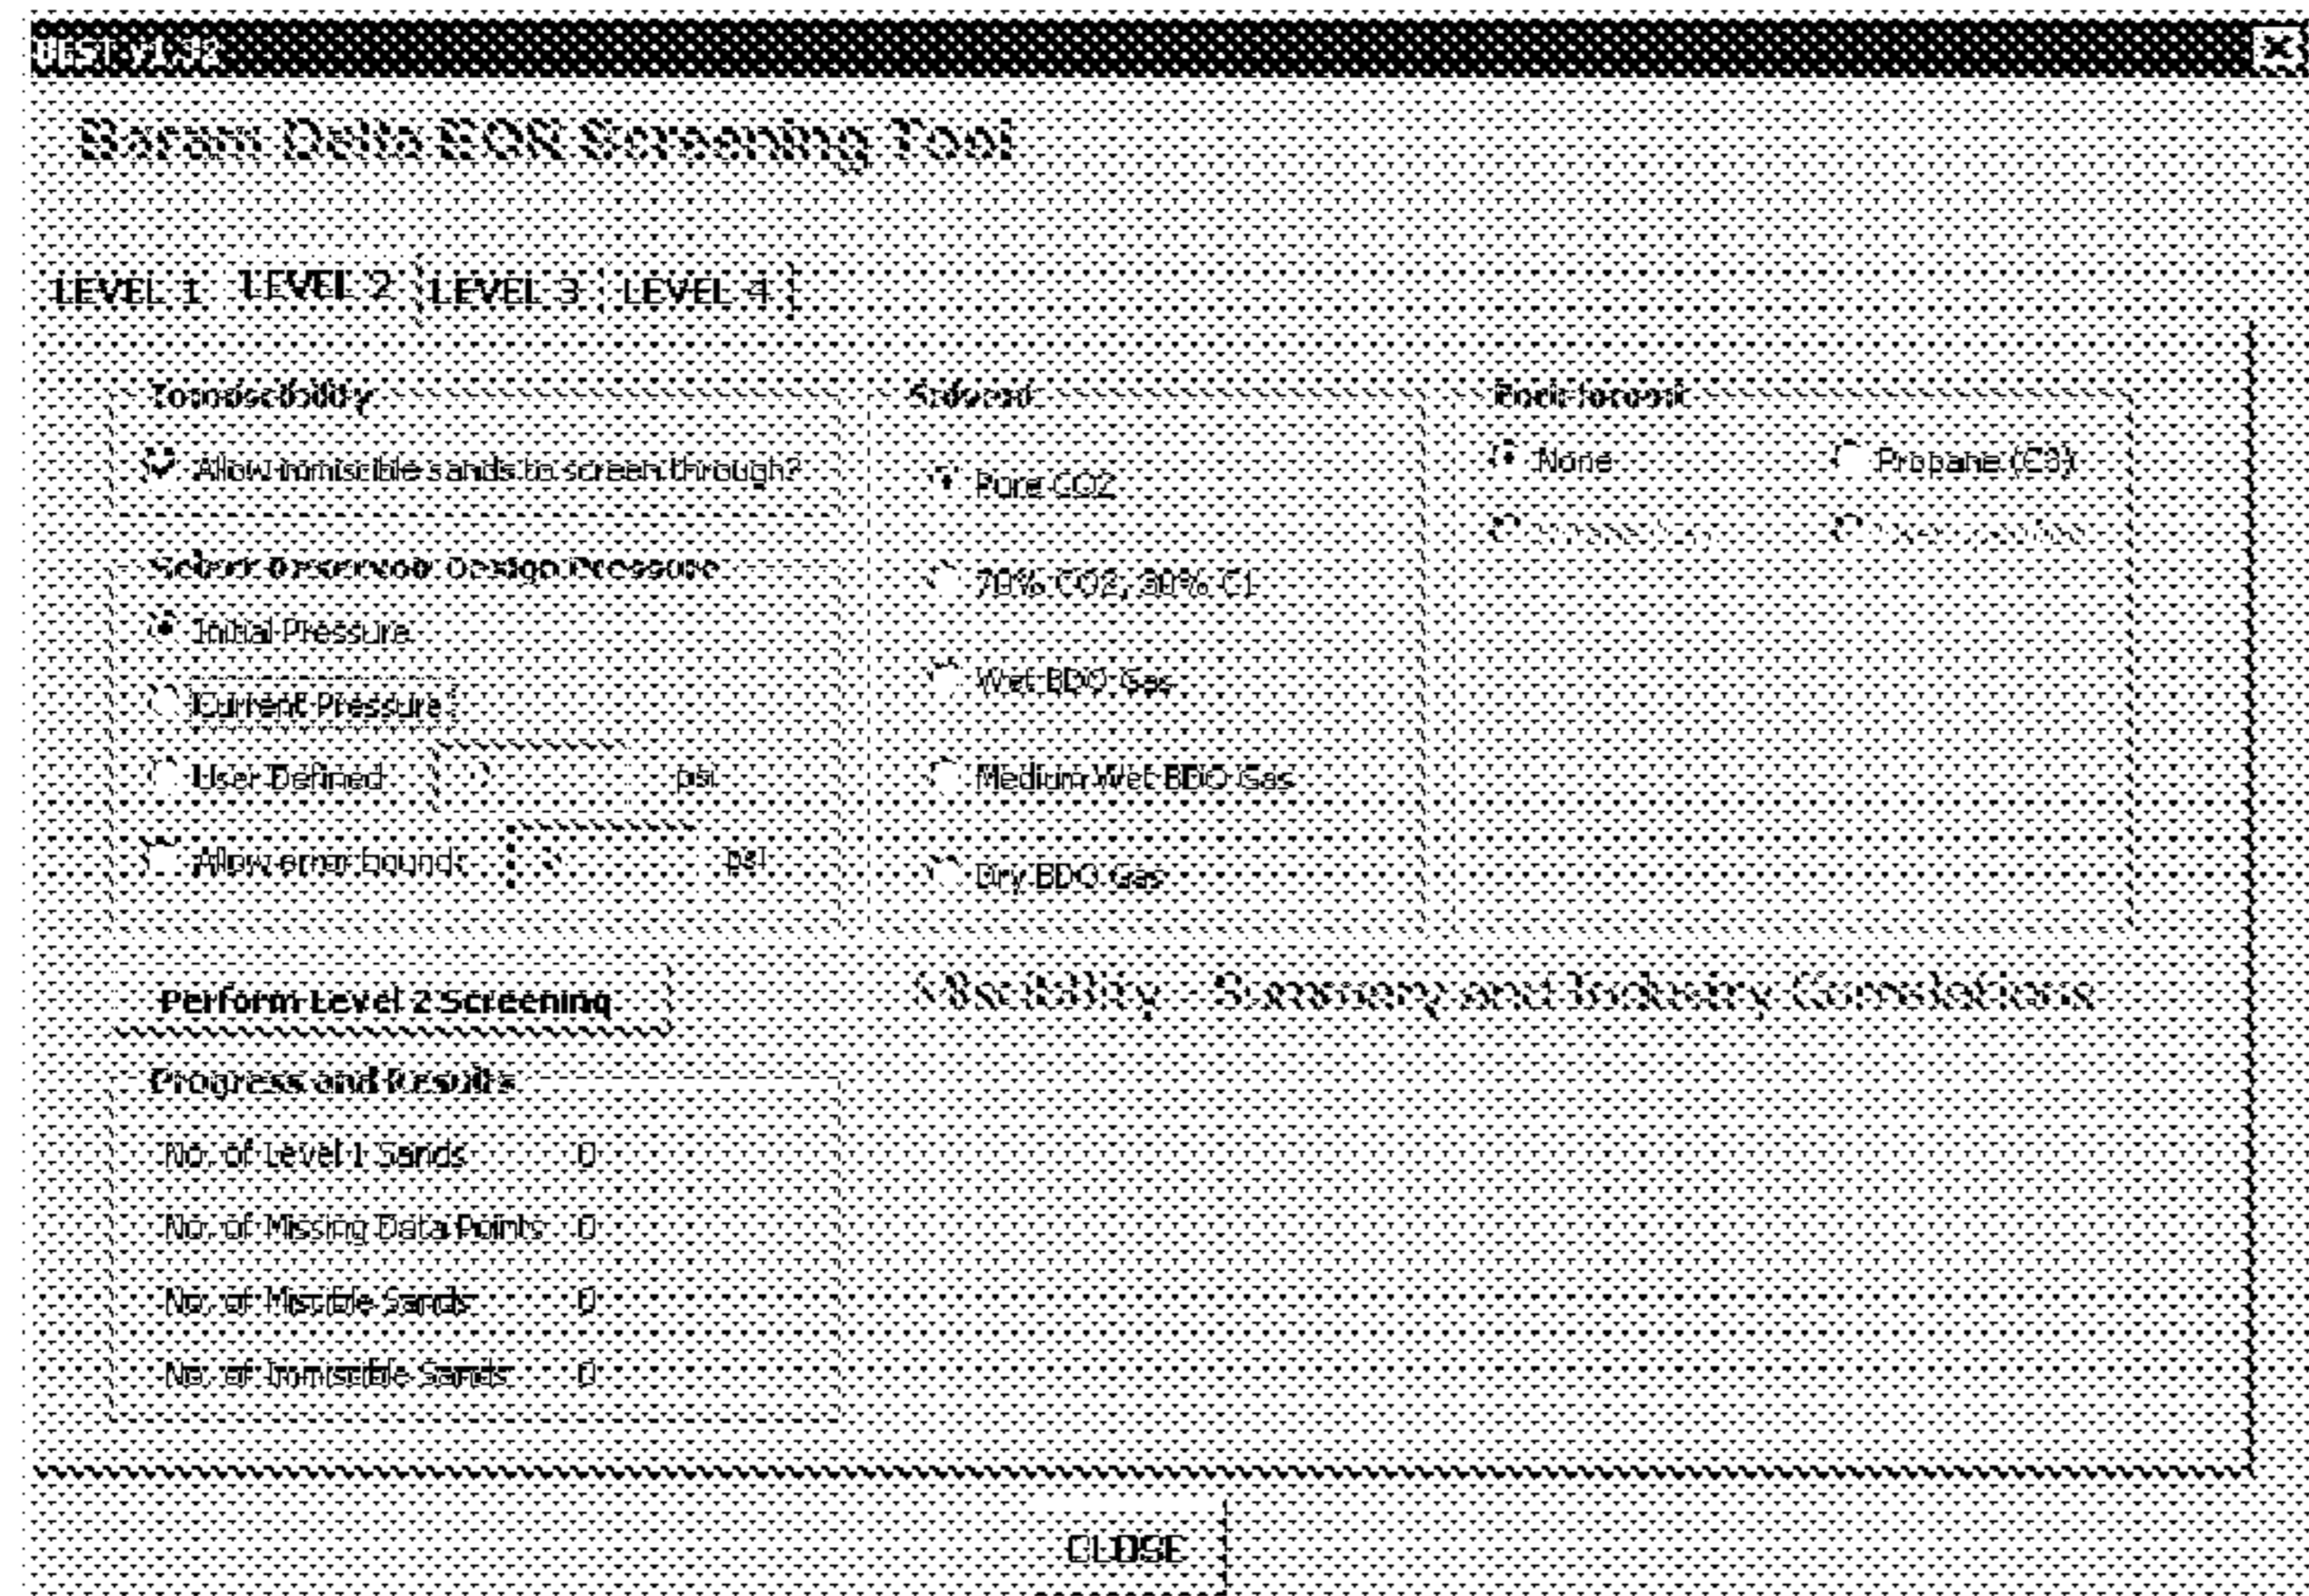 BEST v1.32
Baram Delta EOR Screening Tool
LEVEL 1 LEVEL 2 LEVEL 3 LEVEL 4
Immiscibility
Allow immiscible sands to screen through?
Select Reservoir Design Pressure
Initial Pressure
Current Pressure
User Defined psi
Allow error bound: psi
Solvent
Pure CO2
70% CO2, 30% C1
Wet BDO Gas
Medium Wet BDO Gas
Dry BDO Gas
Enrichment
None Propane (C3)
Perform Level 2 Screening
Miscibility - Summary and Industry Correlations
Progress and Results
No. of Level 1 Sands 0
No. of Missing Data Points 0
No. of Miscible Sands 0
No. of Immiscible Sands 0
CLOSE